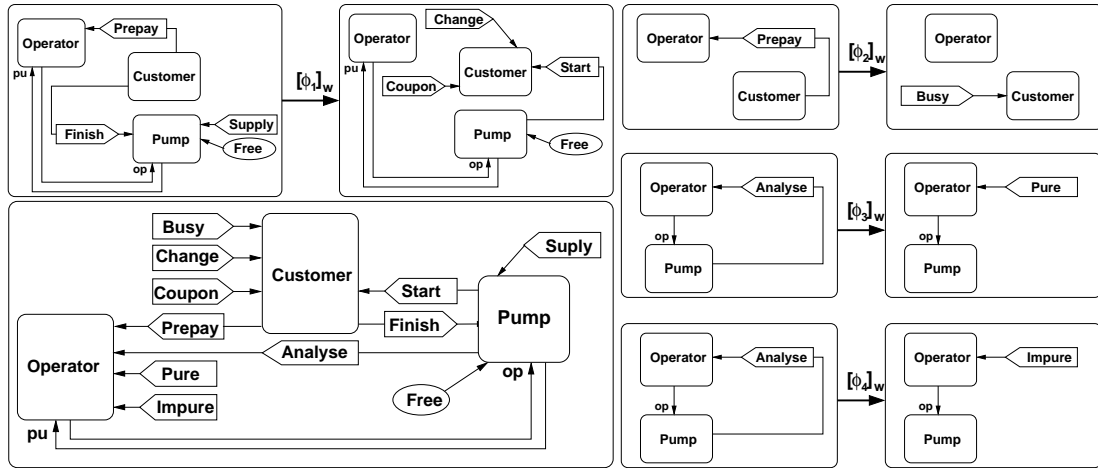 Prepay
Operator
pu
Customer
Finish
Supply
Pump
Free
op
[ϕ1]w
Change
Operator
pu
Customer
Start
Coupon
Pump
Free
op
Operator
Prepay
Customer
[ϕ2]w
Operator
Busy
Customer
Operator
Analyse
op
Pump
[ϕ3]w
Operator
Pure
op
Pump
Busy
Change
Coupon
Customer
Suply
Start
Prepay
Finish
Pump
Operator
Analyse
Pure
op
Free
Impure
pu
Operator
Analyse
op
Pump
[ϕ4]w
Operator
Impure
op
Pump